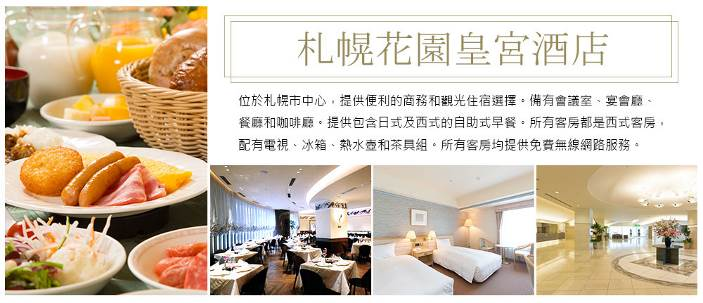 札幌花園皇宮酒店
位於札幌市中心，提供便利的商務和觀光住宿選擇。備有會議室、宴會廳、
餐廳和咖啡廳。提供包含日式及西式的自助式早餐。所有客房都是西式客房，
配有電視、冰箱、熱水壺和茶具組。所有客房均提供免費無線網路服務。